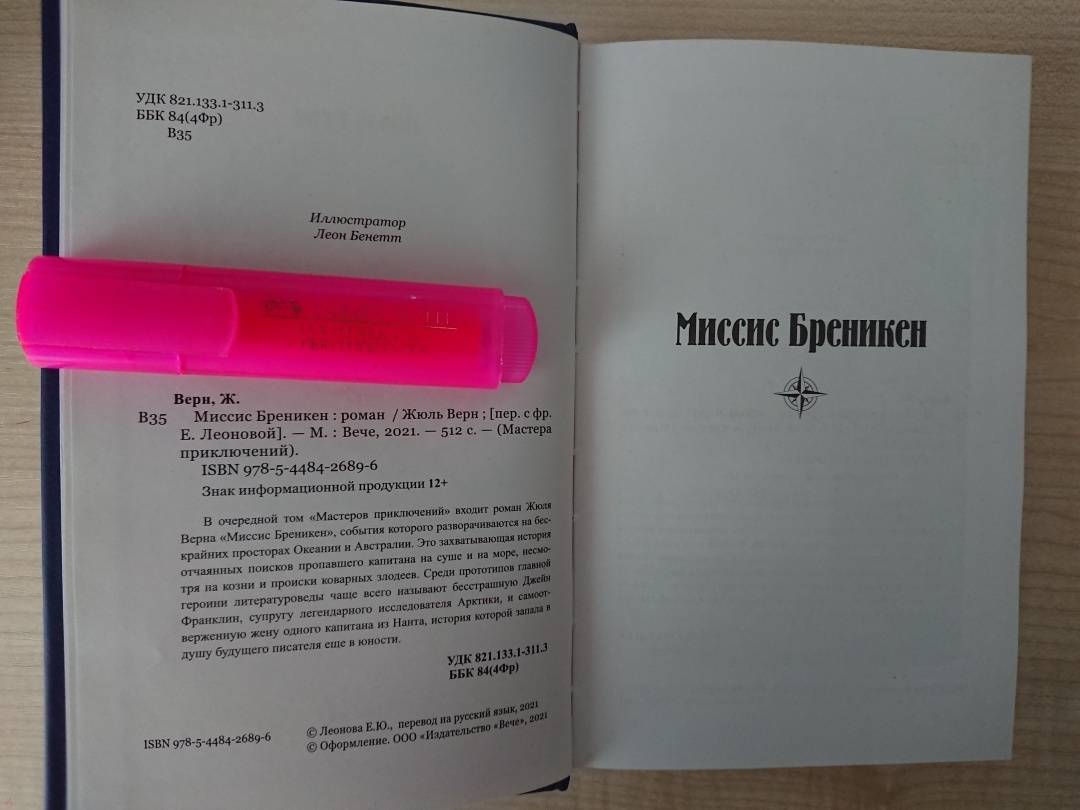 УДК 821.133.1-311.3
ББК 84(4Фр)
В35
Иллюстратор
Леон Бенетт
Верн, Ж.
В35 Миссис Бреникен : роман / Жюль Верн ; [пер. с фр.
Е. Леоновой]. — М. : Вече, 2021. — 512 с. — (Мастера
приключений).
ISBN 978-5-4484-2689-6
Знак информационной продукции 12+
В очередной том «Мастеров приключений» входит роман Жюля
Верна «Миссис Бреникен», события которого разворачиваются на бес-
крайних просторах Океании и Австралии. Это захватывающая история
отчаянных поисков пропавшего капитана на суше и на море, несмо-
тря на козни и происки коварных злодеев. Среди прототипов главной
героини литературоведы чаще всего называют бесстрашную Джейн
Франклин, супругу легендарного исследователя Арктики, и самоот-
верженную жену одного капитана из Нанта, история которой запала в
душу будущего писателя еще в юности.
УДК 821.133.1-311.3
ББК 84(4Фр)
ISBN 978-5-4484-2689-6
© Леонова Е.Ю., перевод на русский язык, 2021
© Оформление. ООО «Издательство «Вече», 2021
Миссис Бреникен